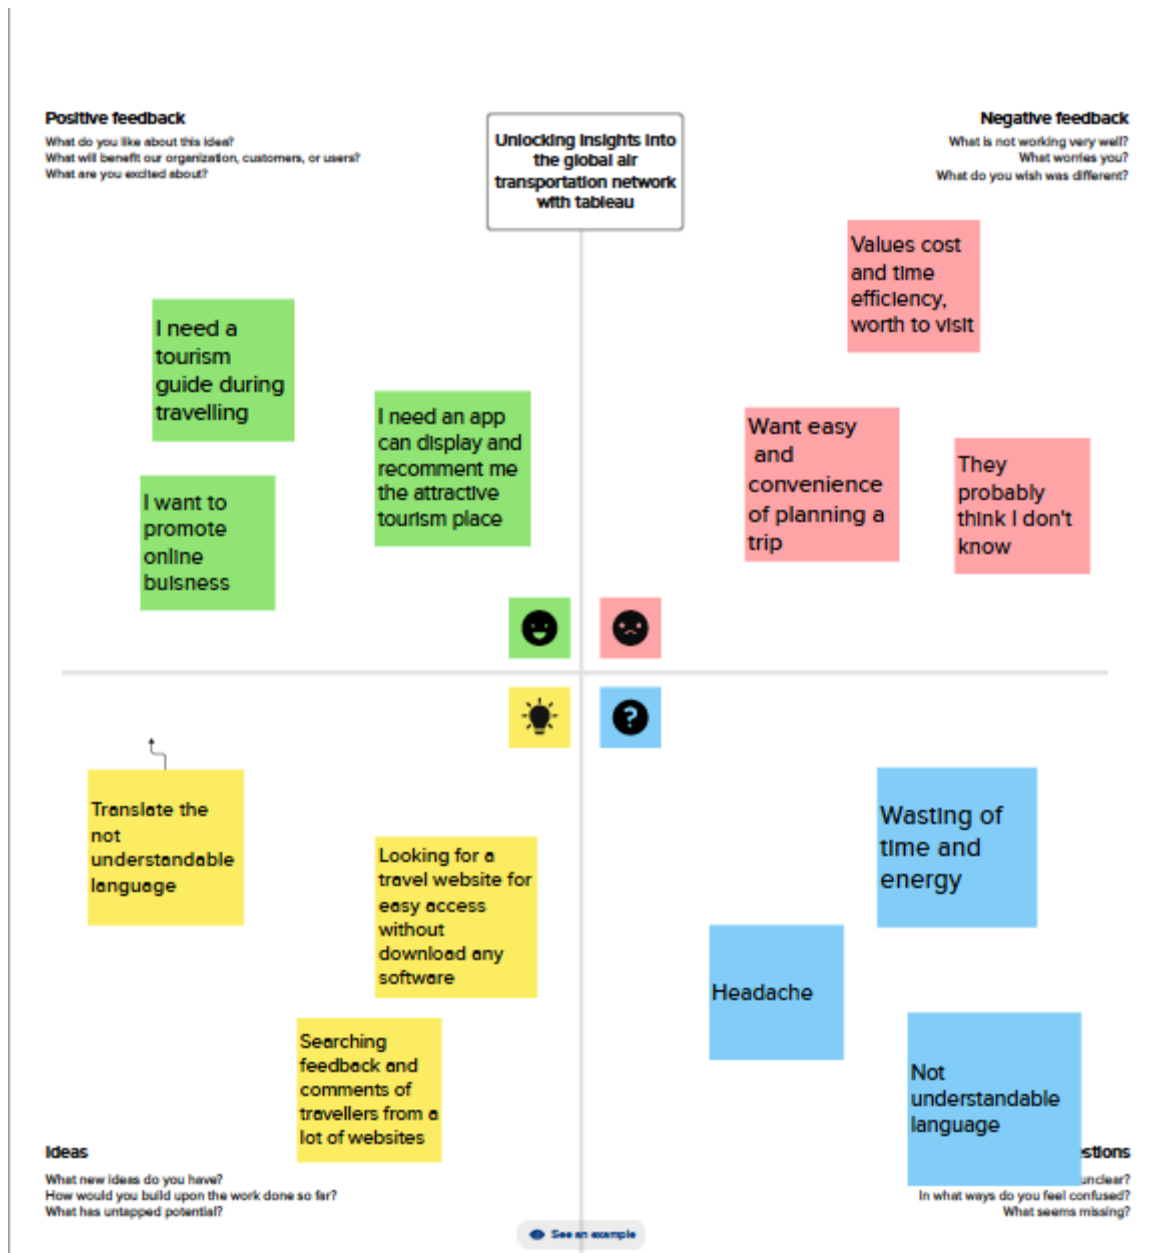 Positive feedback
What do you like about this idea?
What will benefit our organization, customers, or users?
What are you excited about?
Unlocking insights into
the global air
transportation network
with tableau
Negative feedback
What is not working very well?
What worries you?
What do you wish was different?
I need a
tourism
guide during
travelling
I need an app
can display and
recomment me
the attractive
tourism place
I want to
promote
online
buisness
Values cost
and time
efficiency,
worth to visit
Want easy
and
convenience
of planning a
trip
They
probably
think I don't
know
Translate the
not
understandable
language
Looking for a
travel website for
easy access
without
download any
software
Searching
feedback and
comments of
travellers from a
lot of websites
Wasting of
time and
energy
Headache
Not
understandable
language
Ideas
What new ideas do you have?
How would you build upon the work done so far?
What has untapped potential?
stions
unclear?
In what ways do you feel confused?
What seems missing?
See an example